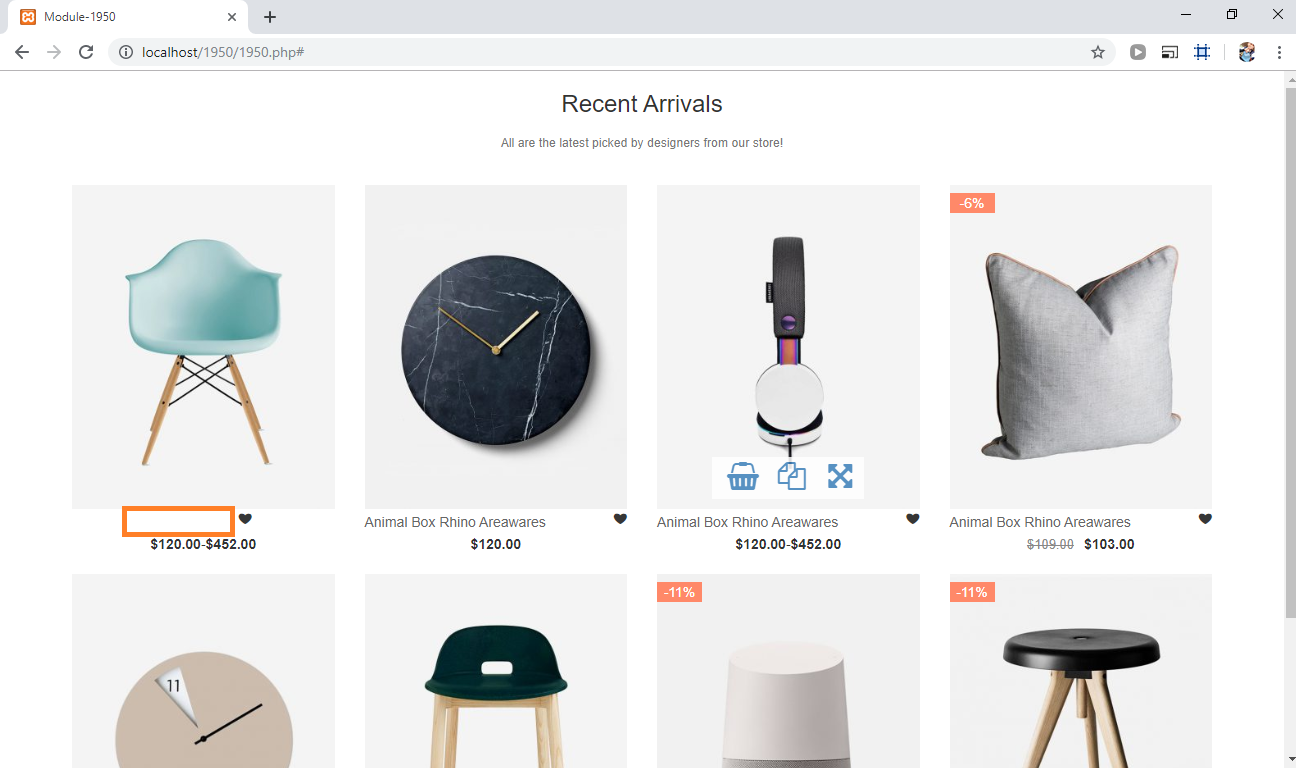 Module-1950
localhost/1950/1950.php#
Recent Arrivals
All are the latest picked by designers from our store!
-6%
Animal Box Rhino Areawares
Animal Box Rhino Areawares
Animal Box Rhino Areawares
$120.00-$452.00
$120.00
$120.00-$452.00
$109.00 $103.00
-11%
-11%
11